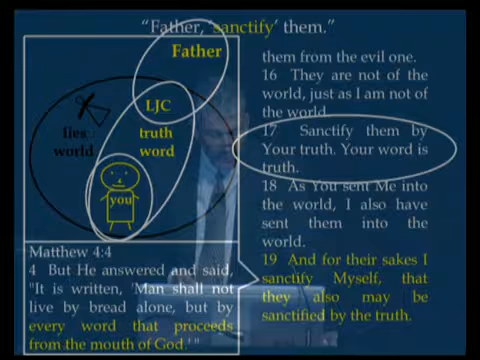 "Father, 'sanctify' them."
Father
LJC
lies
world
truth
word
you
Matthew 4:4
4 But He answered and said,
"It is written, 'Man shall not
live by bread alone, but by
every word that proceeds
from the mouth of God.' "
them from the evil one.
16 They are not of the
world, just as I am not of
the world.
17 Sanctify them by
Your truth. Your word is
truth.
18 As You sent Me into
the world, I also have
sent them into the
world.
19 And for their sakes I
sanctify Myself, that
they also may be
sanctified by the truth.